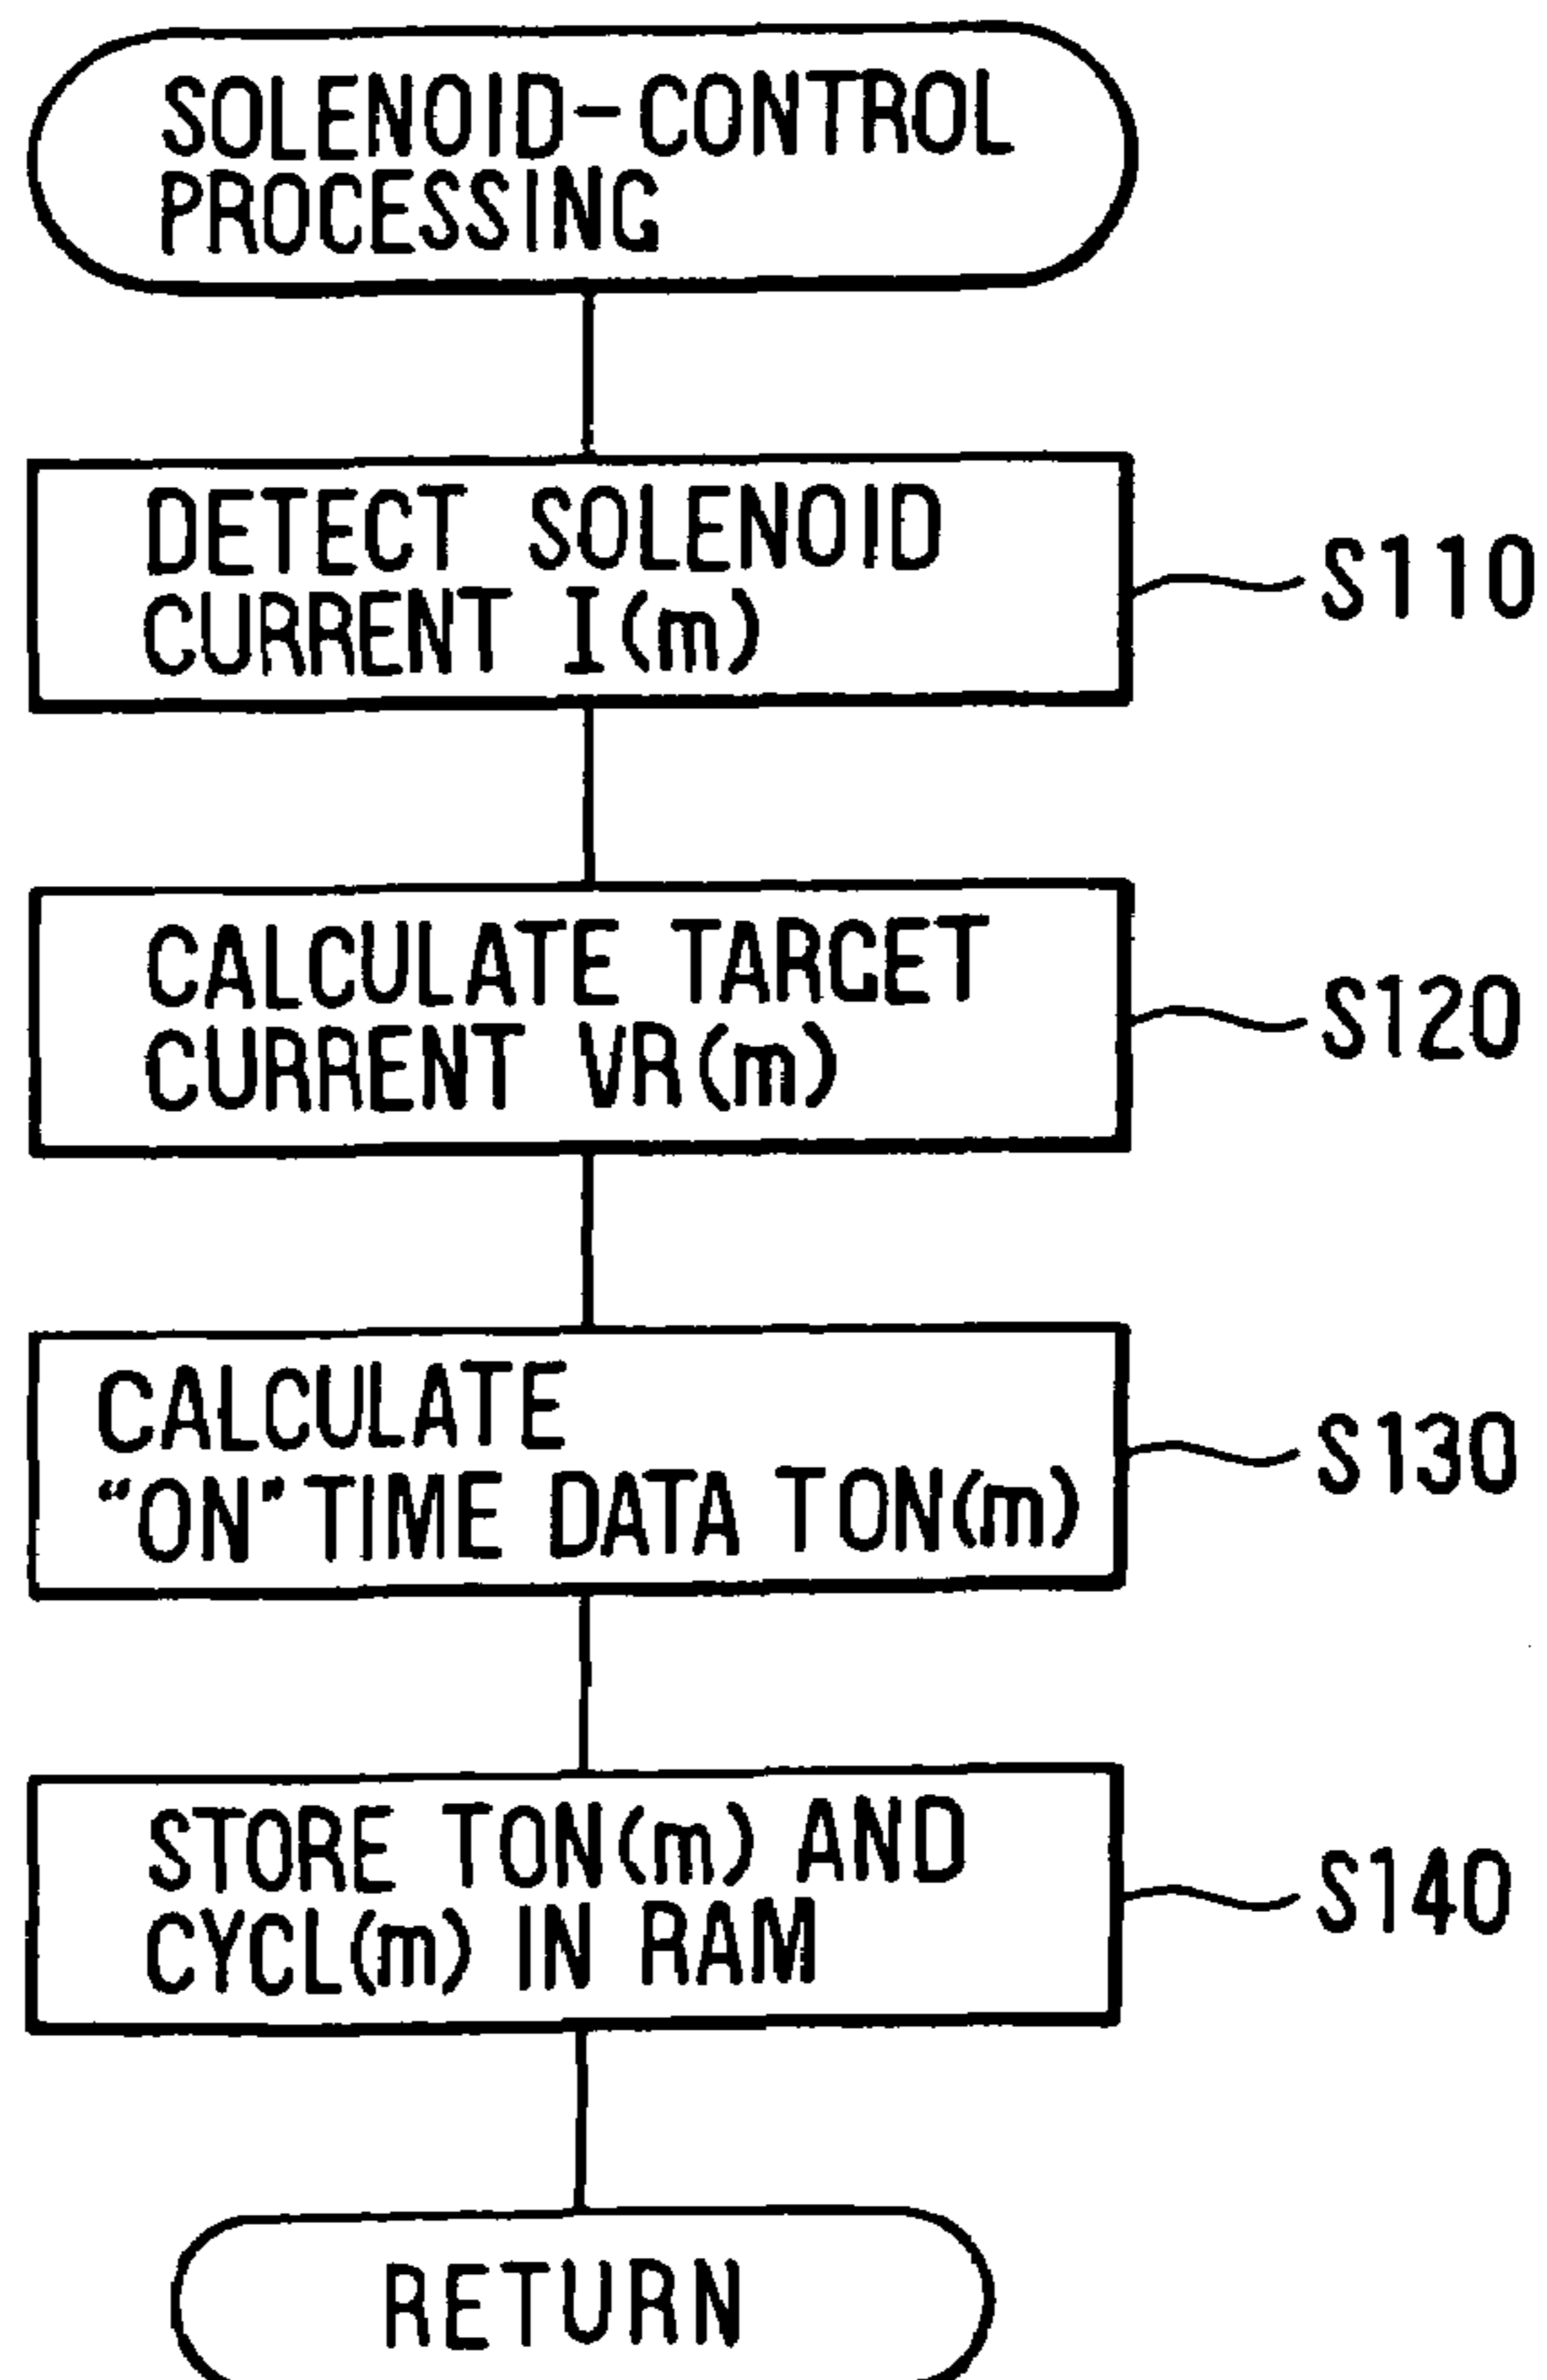 SOLENOID-CONTROL
PROCESSING
DETECT SOLENOID
CURRENT I(m)
S110
CALCULATE TARGET
CURRENT VR(m)
S120
CALCULATE
"ON" TIME DATA TON(m)
S130
STORE TON(m) AND
CYCL(m) IN RAM
S140
RETURN